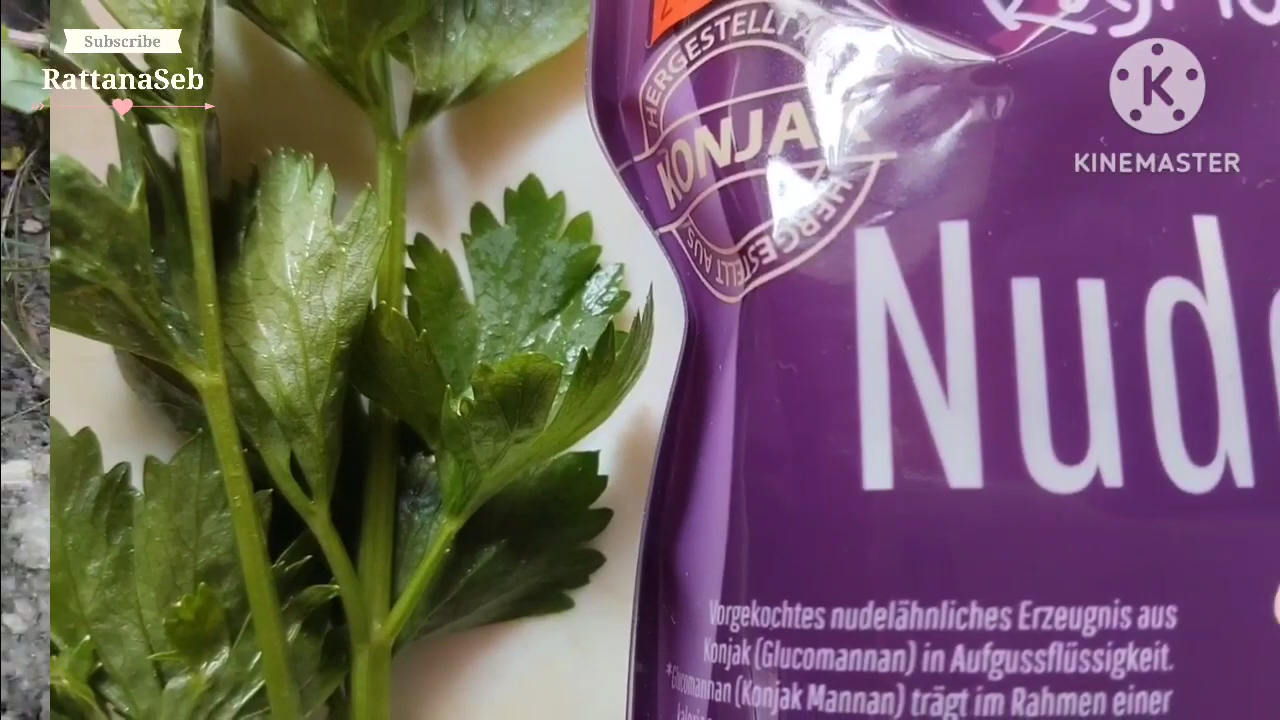 Subscribe
RattanaSeb
HERGESTELLT
KONJAK
HERGESTELLT AUS
K
KINEMASTER
Nud
Vorgekochtes nudelähnliches Erzeugnis aus
Konjak (Glucomannan) in Aufgussflüssigkeit.
*Glucomannan (Konjak Mannan) trägt im Rahmen einer